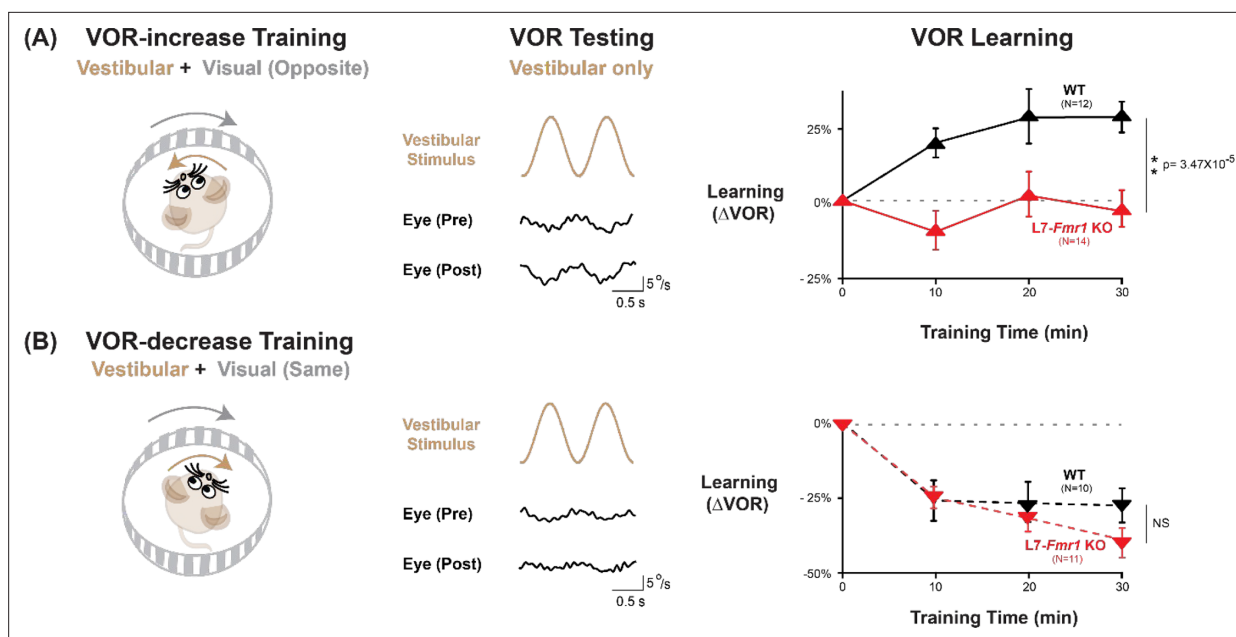 (A) VOR-increase Training
Vestibular + Visual (Opposite)
VOR Testing
Vestibular only
Vestibular
Stimulus
Eye (Pre)
Eye (Post)
5 °/s
0.5 s
VOR Learning
Learning
(ΔVOR)
25%
0%
- 25%
0 10 20 30
Training Time (min)
WT
(N=12)
L7-Fmr1 KO
(N=14)
** p= 3.47X10⁻⁵
(B) VOR-decrease Training
Vestibular + Visual (Same)
Vestibular
Stimulus
Eye (Pre)
Eye (Post)
5 °/s
0.5 s
Learning
(ΔVOR)
0%
- 25%
-50%
0 10 20 30
Training Time (min)
WT
(N=10)
L7-Fmr1 KO
(N=11)
NS